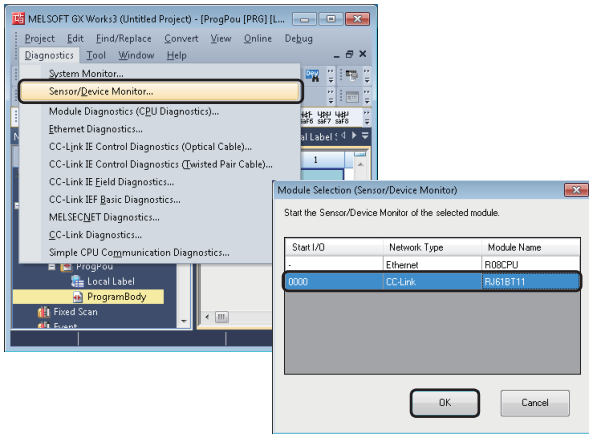 MELSOFT GX Works3 (Untitled Project) - [ProgPou [PRG] [L...
Project Edit Find/Replace Convert View Online Debug
Diagnostics Tool Window Help
System Monitor...
Sensor/Device Monitor...
Module Diagnostics (CPU Diagnostics)...
sF6 saF7 saF8
Ethernet Diagnostics...
al Label
CC-Link IE Control Diagnostics (Optical Cable)...
1
CC-Link IE Control Diagnostics (Twisted Pair Cable)...
CC-Link IE Field Diagnostics...
CC-Link IEF Basic Diagnostics...
MELSECNET Diagnostics...
CC-Link Diagnostics...
Simple CPU Communication Diagnostics...
ProgPou
Local Label
ProgramBody
Fixed Scan
Event
Module Selection (Sensor/Device Monitor)
Start the Sensor/Device Monitor of the selected module.
Start I/O Network Type Module Name
- Ethernet R08CPU
0000 CC-Link RJ61BT11
OK Cancel